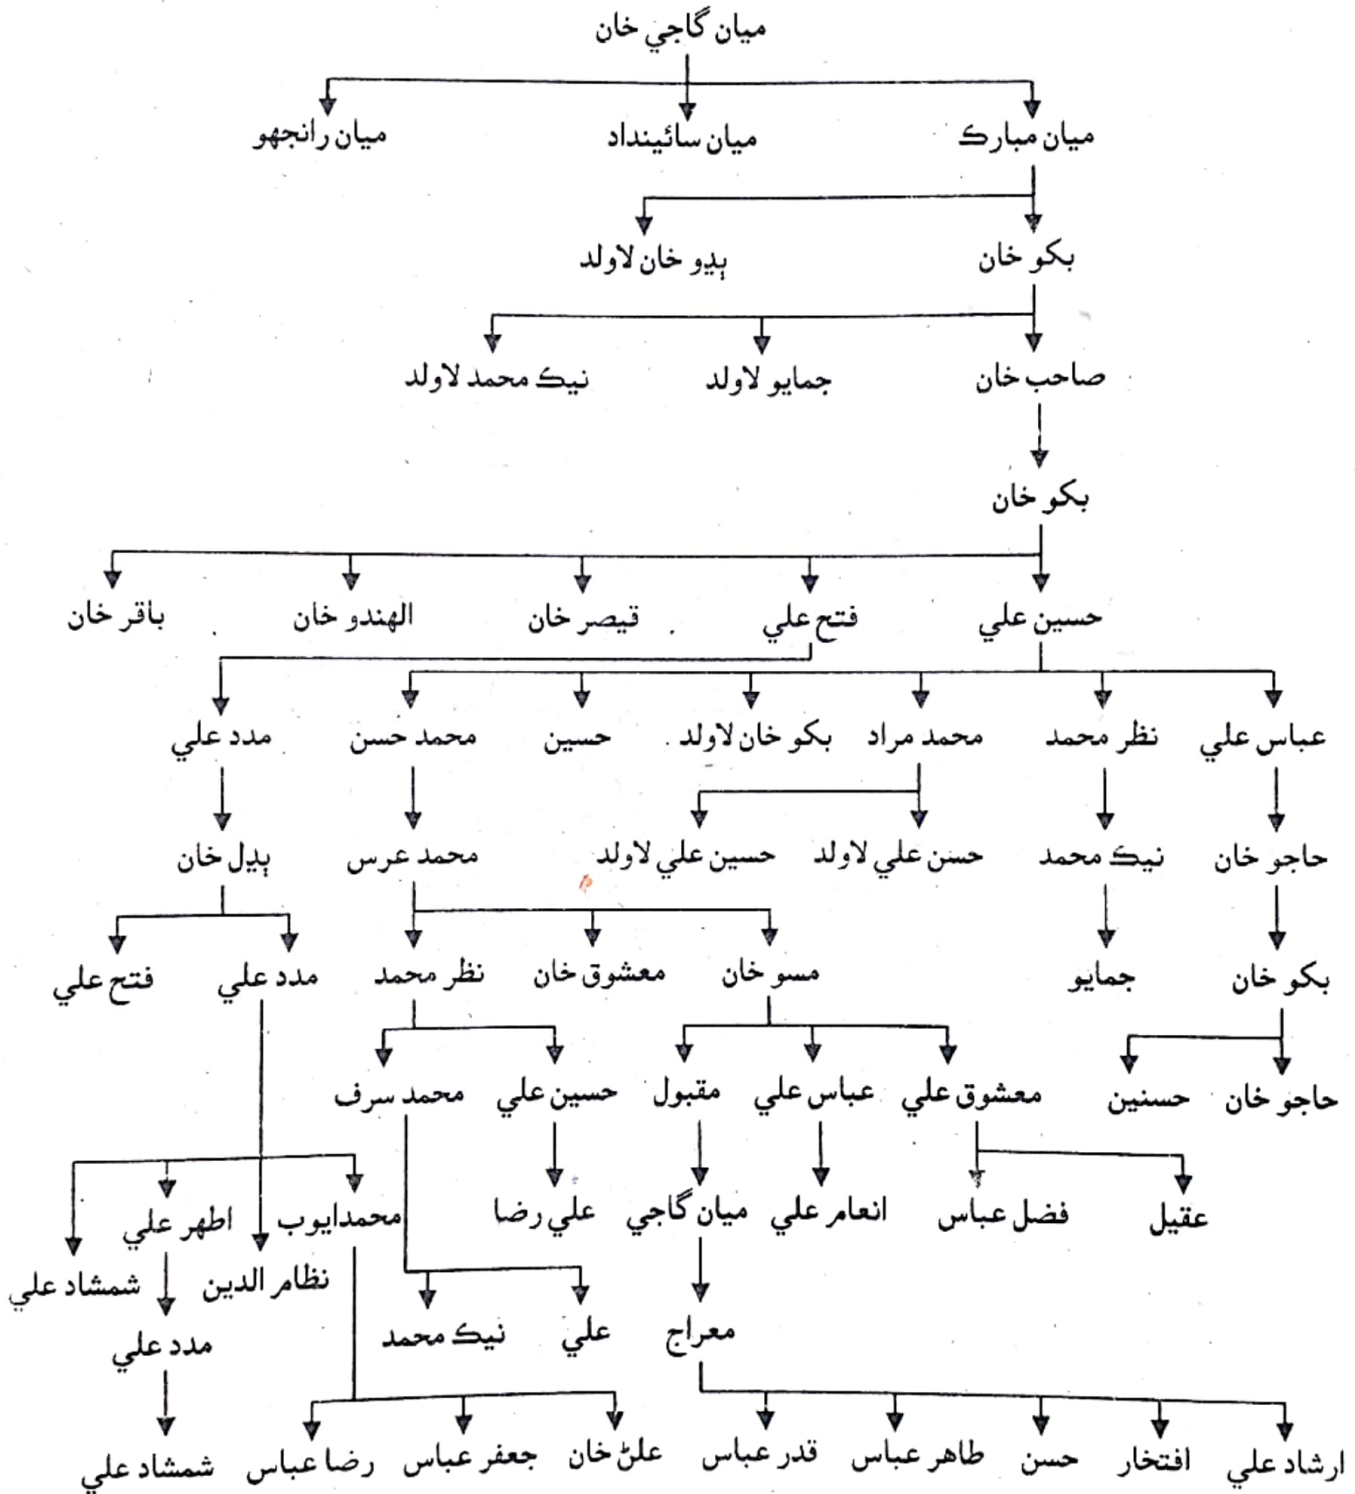 ميان گاجي خان
ميان مبارڪ ميان سائينداد ميان رانجهو
بکو خان ٻڍو خان لاولد
صاحب خان جمايو لاولد نيڪ محمد لاولد
بکو خان
حسين علي فتح علي قيصر خان الهندو خان باقر خان
عباس علي نظر محمد محمد مراد بکو خان لاولد حسين محمد حسن مدد علي
حاجو خان نيڪ محمد حسن علي لاولد حسين علي لاولد محمد عرس ٻڍل خان
بکو خان جمايو مسو خان معشوق خان نظر محمد مدد علي فتح علي
حاجو خان حسنين معشوق علي عباس علي مقبول حسين علي محمد سرف
عقيل فضل عباس انعام علي ميان گاجي علي رضا محمدايوب اطهر علي
نظام الدين شمشاد علي
معراج علي نيڪ محمد مدد علي
ارشاد علي افتخار حسن طاهر عباس قدر عباس علڻ خان جعفر عباس رضا عباس شمشاد علي